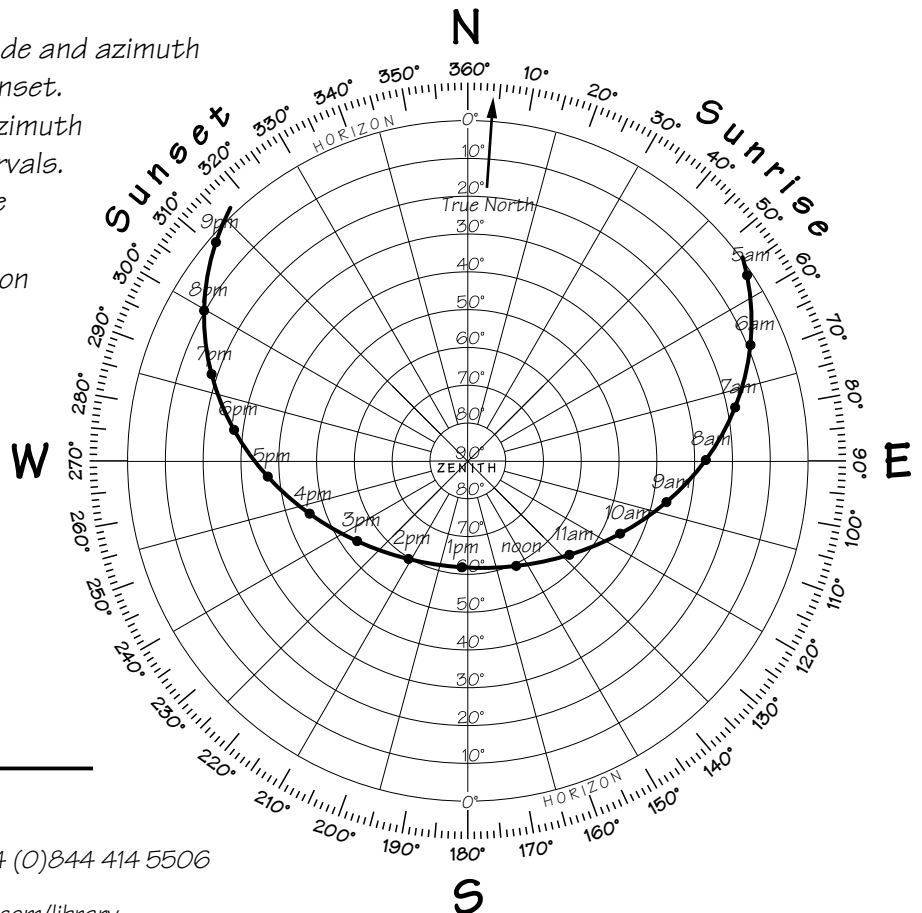 de and azimuth
nset.
zimuth
rvals.
e
on
4 (0)844 414 5506
com/library
N
E
S
W
Sunrise
Sunset
360°
10°
20°
30°
40°
50°
60°
70°
80°
90°
100°
110°
120°
130°
140°
150°
160°
170°
180°
190°
200°
210°
220°
230°
240°
250°
260°
270°
280°
290°
300°
310°
320°
330°
340°
350°
HORIZON
True North
0°
10°
20°
30°
40°
50°
60°
70°
80°
90°
ZENITH
80°
70°
60°
50°
40°
30°
20°
10°
0°
HORIZON
5am
6am
7am
8am
9am
10am
11am
noon
1pm
2pm
3pm
4pm
5pm
6pm
7pm
8pm
9pm